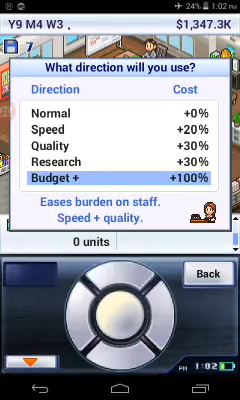 24% 1:02 PM
Y9 M4 W3 . $1,347.3K
7
What direction will you use?
Direction Cost
Normal +0%
Speed +20%
Quality +30%
Research +30%
Budget + +100%
Eases burden on staff.
Speed + quality.
0 units
Back
PM 1:02